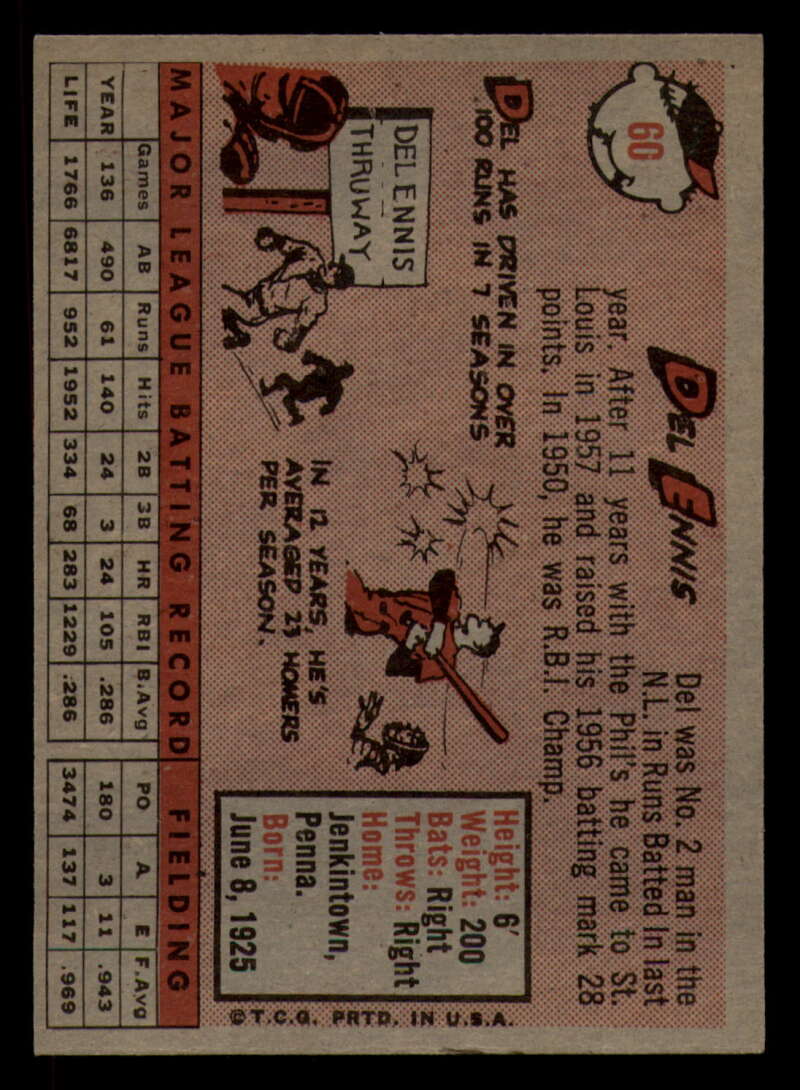 60
DEL ENNIS
Del was No. 2 man in the
N.L. in Runs Batted In last
year. After 11 years with the Phil's he came to St.
Louis in 1957 and raised his 1956 batting mark 28
points. In 1950, he was R.B.I. Champ.
DEL HAS DRIVEN IN OVER
100 RUNS IN 7 SEASONS
DEL ENNIS
THRUWAY
IN 12 YEARS, HE'S
AVERAGED 23 HOMERS
PER SEASON.
Height: 6'
Weight: 200
Bats: Right
Throws: Right
Home:
Jenkintown,
Penna.
Born:
June 8, 1925
©T.C.G. PRTD. IN U.S.A.
MAJOR LEAGUE BATTING RECORD FIELDING
Games AB Runs Hits 2B 3B HR RBI B.Avg PO A E F.Avg
YEAR 136 490 61 140 24 3 24 105 .286 180 3 11 .943
LIFE 1766 6817 952 1952 334 68 283 1229 .286 3474 137 117 .969